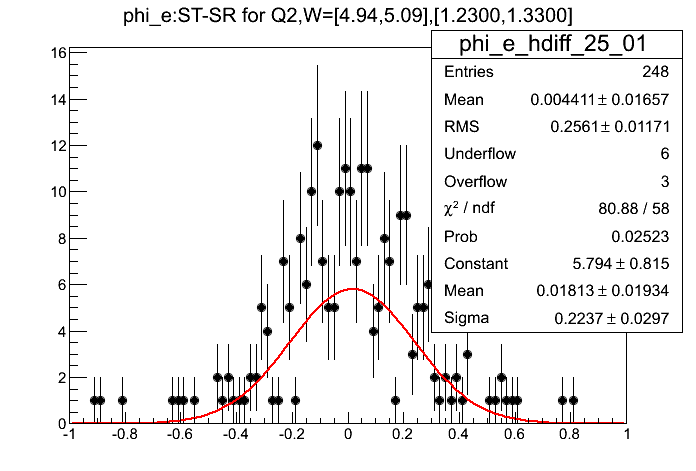 phi_e:ST-SR for Q2,W=[4.94,5.09],[1.2300,1.3300]
phi_e_hdiff_25_01
Entries 248
Mean 0.004411± 0.01657
RMS 0.2561± 0.01171
Underflow 6
Overflow 3
χ² / ndf 80.88 / 58
Prob 0.02523
Constant 5.794 ± 0.815
Mean 0.01813± 0.01934
Sigma 0.2237± 0.0297
16
14
12
10
8
6
4
2
0
-1 -0.8 -0.6 -0.4 -0.2 0 0.2 0.4 0.6 0.8 1